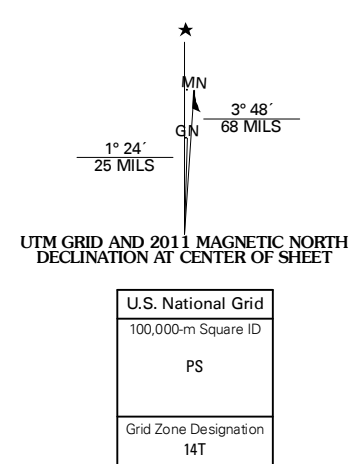 ★
MN
3° 48´
68 MILS
GN
1° 24´
25 MILS
UTM GRID AND 2011 MAGNETIC NORTH
DECLINATION AT CENTER OF SHEET
U.S. National Grid
100,000-m Square ID
PS
Grid Zone Designation
14T